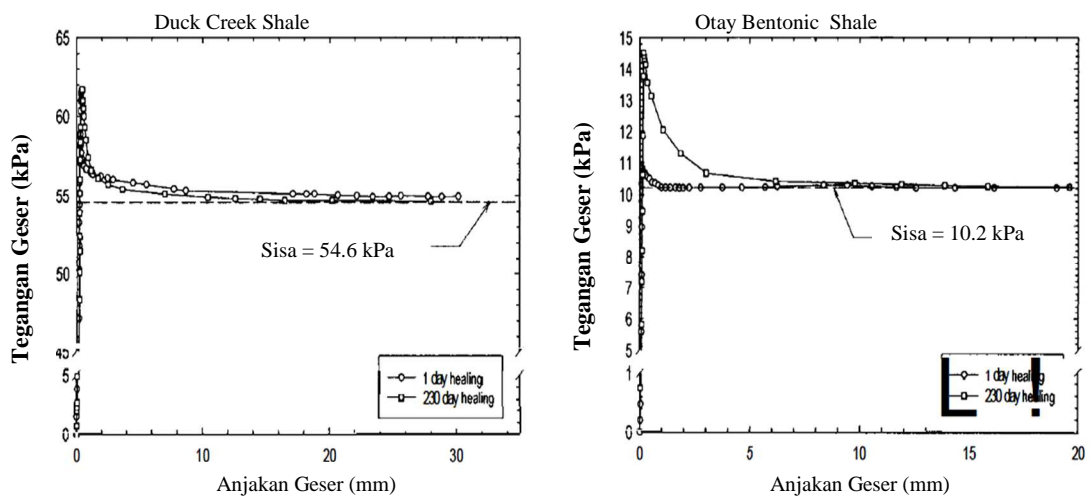 Duck Creek Shale
65
60
55
50
45
5
0
Tegangan Geser (kPa)
Sisa = 54.6 kPa
1 day healing
230 day healing
0
10
20
30
Anjakan Geser (mm)
Otay Bentonic Shale
15
14
13
12
11
10
9
8
7
6
5
1
0
Tegangan Geser (kPa)
Sisa = 10.2 kPa
1 day healing
230 day healing
0
5
10
15
20
Anjakan Geser (mm)